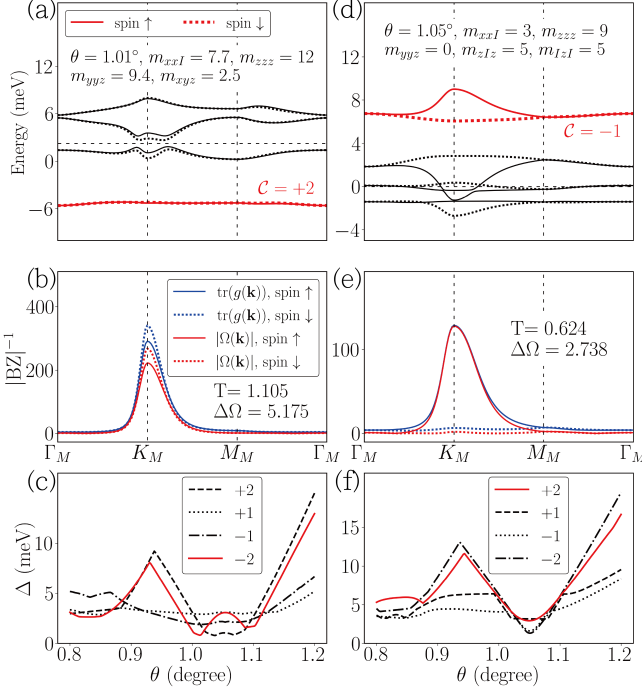 (a)
spin ↑ spin ↓
θ = 1.01°, m_xxI = 7.7, m_zzz = 12
m_yyz = 9.4, m_xyz = 2.5
Energy (meV)
12
6
0
−6
C = +2
(d)
θ = 1.05°, m_xxI = 3, m_zzz = 9
m_yyz = 0, m_zIz = 5, m_IzI = 5
12
8
4
0
−4
C = −1
(b)
tr(g(k)), spin ↑
tr(g(k)), spin ↓
|Ω(k)|, spin ↑
|Ω(k)|, spin ↓
T= 1.105
ΔΩ = 5.175
|BZ|⁻¹
400
200
0
Γ_M K_M M_M Γ_M
(e)
T= 0.624
ΔΩ = 2.738
100
0
Γ_M K_M M_M Γ_M
(c)
+2
+1
−1
−2
Δ (meV)
10
5
0
0.8 0.9 1.0 1.1 1.2
θ (degree)
(f)
+2
+1
−1
−2
15
10
5
0
0.8 0.9 1.0 1.1 1.2
θ (degree)